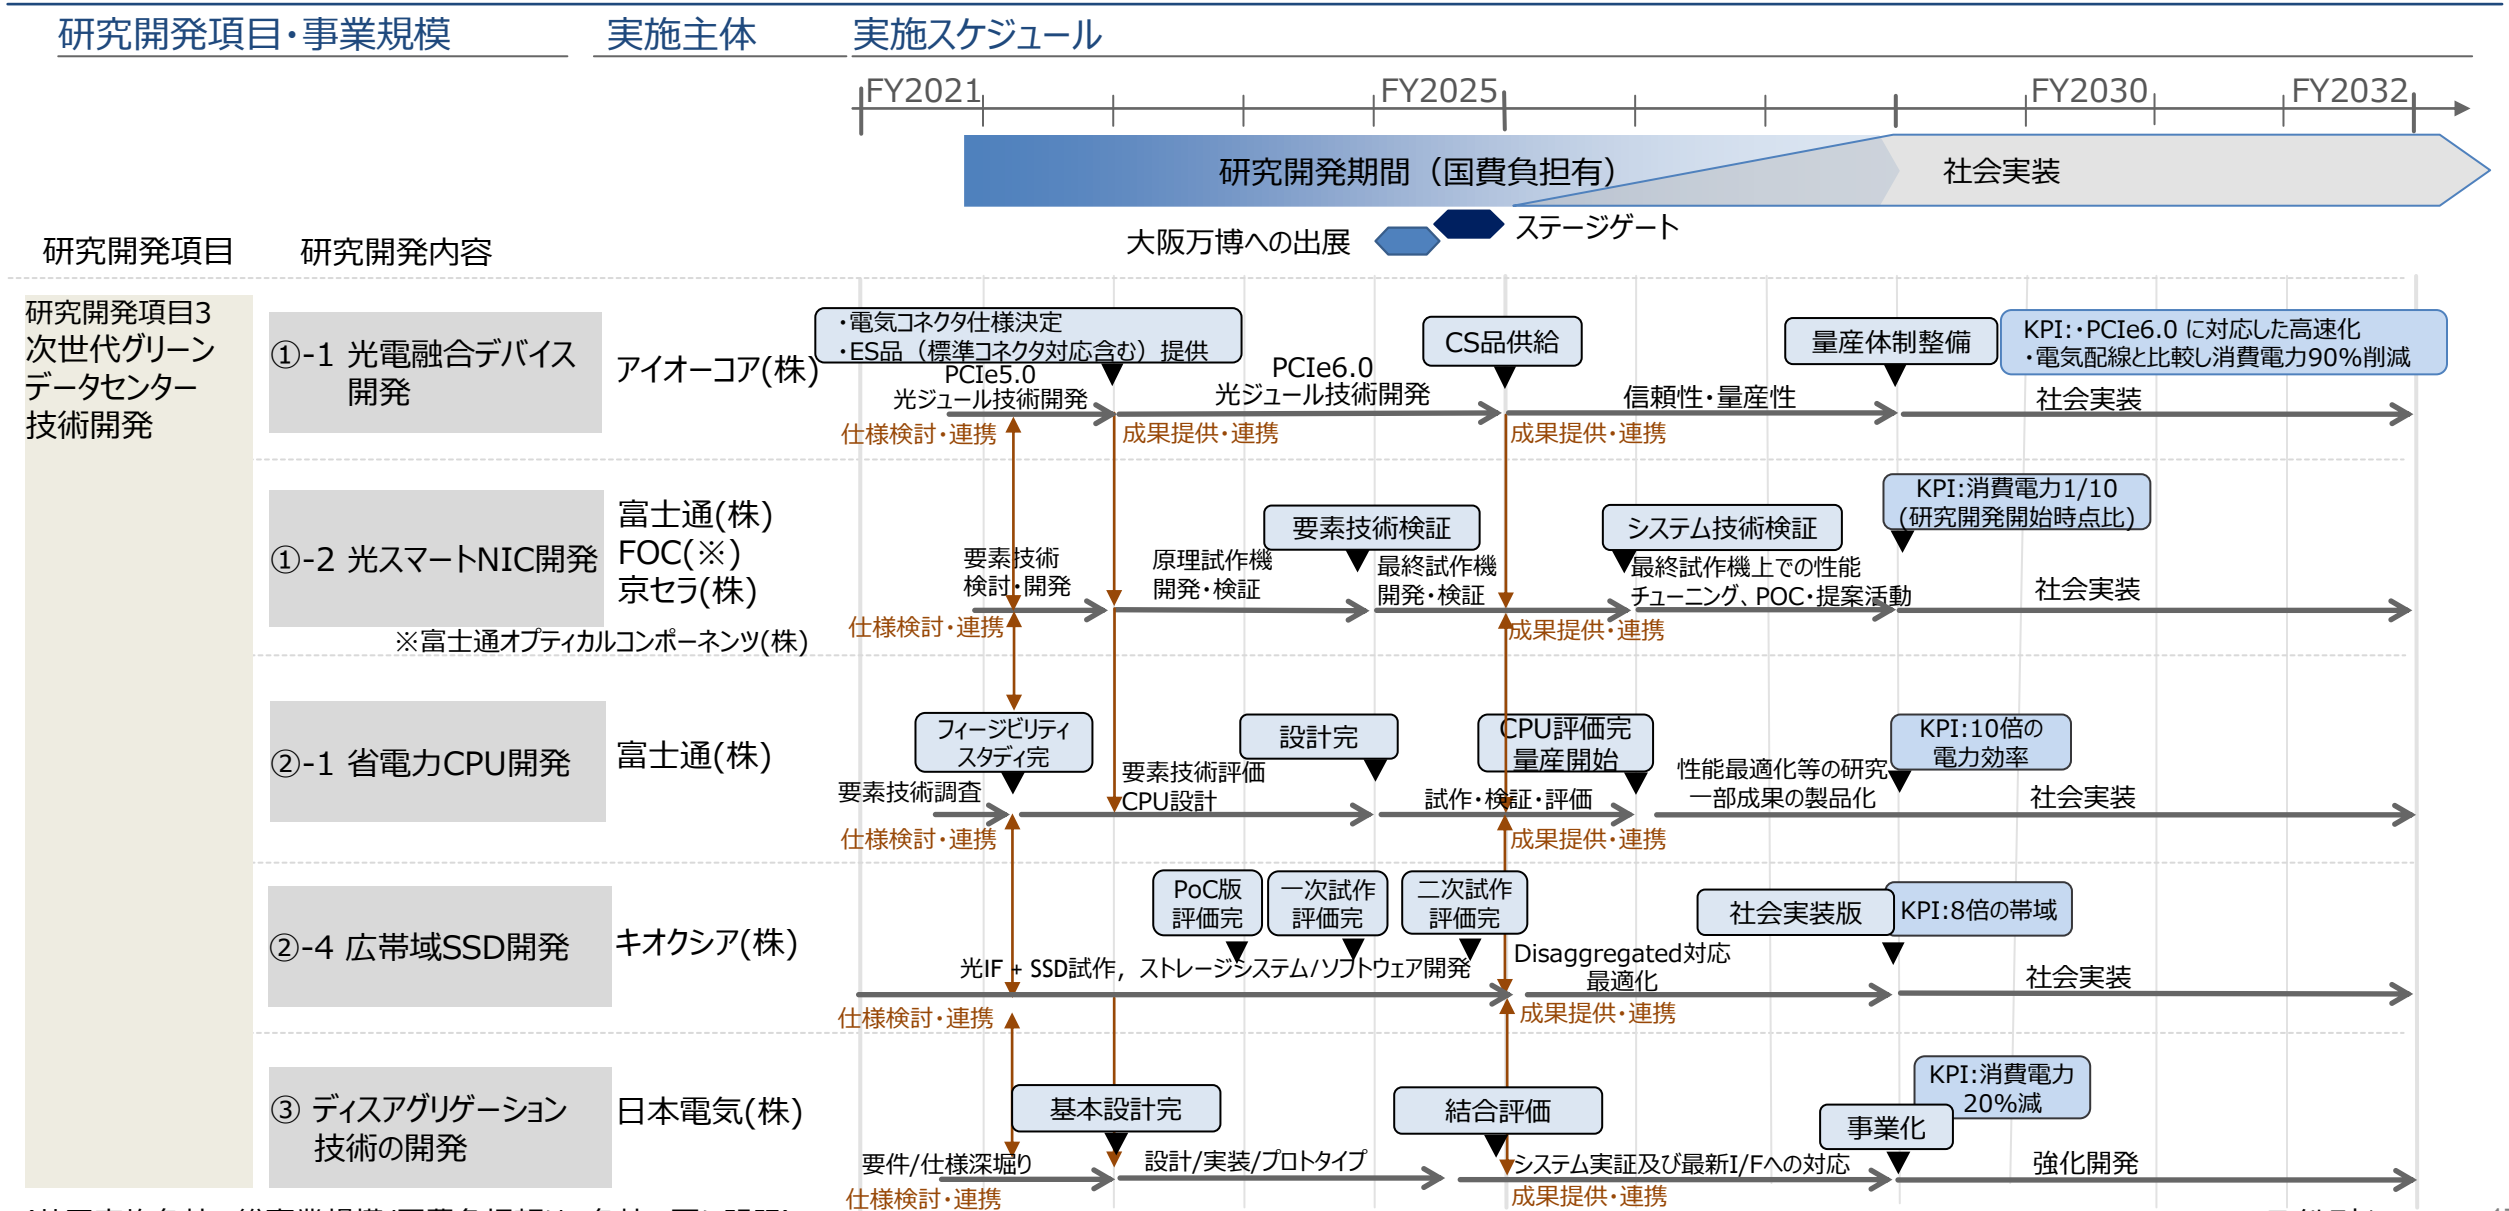 研究開発項目・事業規模
実施主体
実施スケジュール
FY2021
FY2025
FY2030
FY2032
研究開発期間（国費負担有）
社会実装
大阪万博への出展
ステージゲート
研究開発項目
研究開発内容
研究開発項目3
次世代グリーン
データセンター
技術開発
①-1 光電融合デバイス
開発
アイオーコア(株)
・電気コネクタ仕様決定
・ES品（標準コネクタ対応含む）提供
CS品供給
量産体制整備
KPI:・PCIe6.0 に対応した高速化
・電気配線と比較し消費電力90%削減
PCIe5.0
光ジュール技術開発
PCIe6.0
光ジュール技術開発
信頼性・量産性
社会実装
仕様検討・連携
成果提供・連携
成果提供・連携
①-2 光スマートNIC開発
富士通(株)
FOC(※)
京セラ(株)
※富士通オプティカルコンポーネンツ(株)
要素技術検証
システム技術検証
KPI:消費電力1/10
(研究開発開始時点比)
要素技術
検討・開発
原理試作機
開発・検証
最終試作機
開発・検証
最終試作機上での性能
チューニング、POC・提案活動
社会実装
仕様検討・連携
成果提供・連携
②-1 省電力CPU開発
富士通(株)
フィージビリティ
スタディ完
設計完
CPU評価完
量産開始
KPI:10倍の
電力効率
要素技術調査
要素技術評価
CPU設計
試作・検証・評価
性能最適化等の研究
一部成果の製品化
社会実装
仕様検討・連携
成果提供・連携
②-4 広帯域SSD開発
キオクシア(株)
PoC版
評価完
一次試作
評価完
二次試作
評価完
社会実装版
KPI:8倍の帯域
光IF + SSD試作，ストレージシステム/ソフトウェア開発
Disaggregated対応
最適化
社会実装
仕様検討・連携
成果提供・連携
③ ディスアグリゲーション
技術の開発
日本電気(株)
基本設計完
結合評価
事業化
KPI:消費電力
20%減
要件/仕様深堀り
設計/実装/プロトタイプ
システム実証及び最新I/Fへの対応
強化開発
仕様検討・連携
成果提供・連携